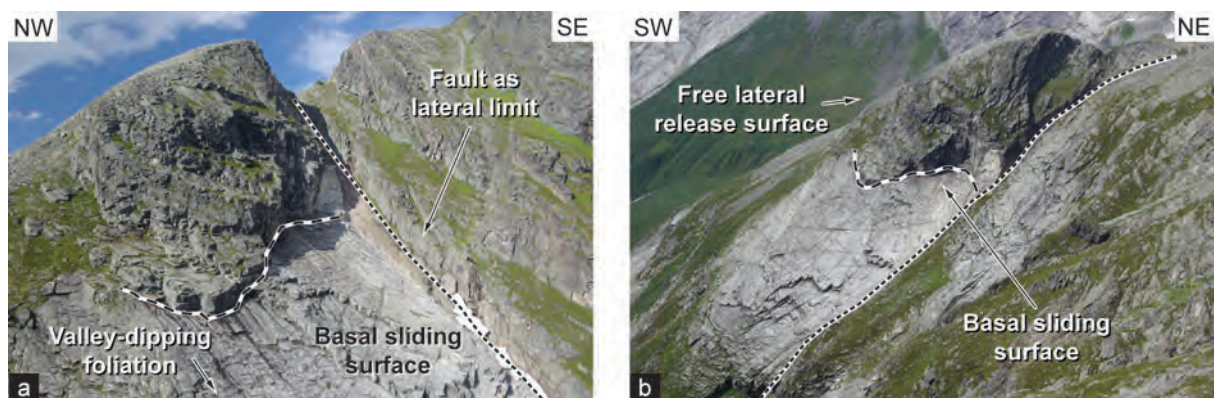 NW
SE
Fault as
lateral limit
Valley-dipping
foliation
Basal sliding
surface
a
SW
NE
Free lateral
release surface
Basal sliding
surface
b